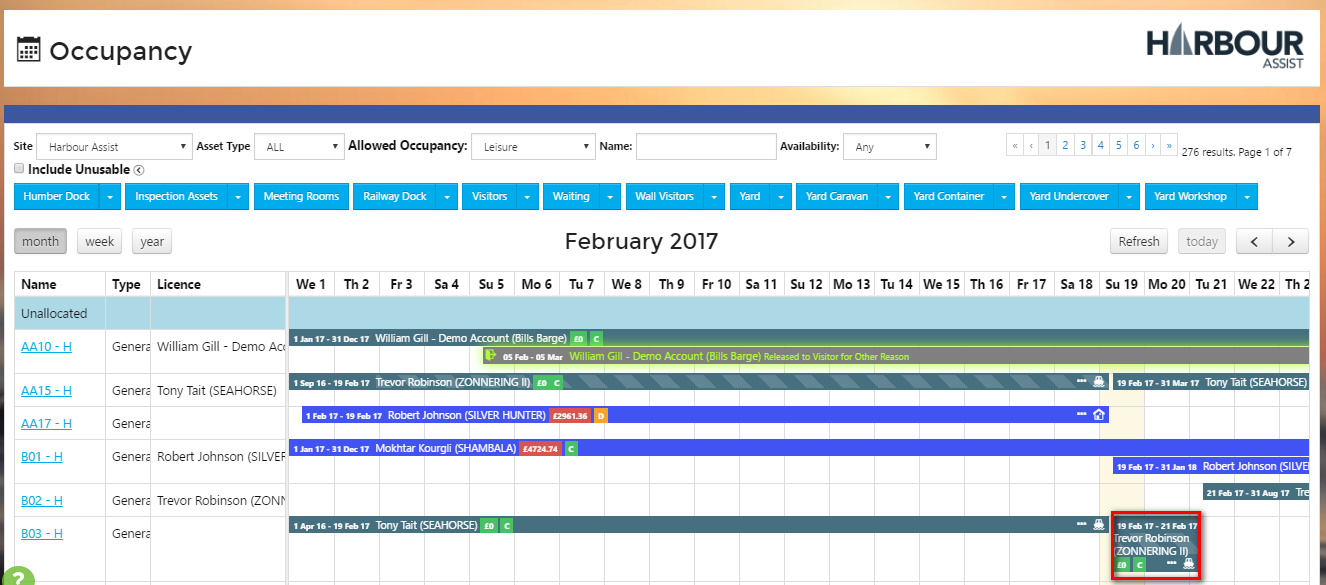 Occupancy
HARBOUR
ASSIST
Site Harbour Assist Asset Type ALL Allowed Occupancy: Leisure Name: Availability: Any « ‹ 1 2 3 4 5 6 › » 276 results. Page 1 of 7
Include Unusable
Humber Dock Inspection Assets Meeting Rooms Railway Dock Visitors Waiting Wall Visitors Yard Yard Caravan Yard Container Yard Undercover Yard Workshop
month week year February 2017 Refresh today < >
Name Type Licence We 1 Th 2 Fr 3 Sa 4 Su 5 Mo 6 Tu 7 We 8 Th 9 Fr 10 Sa 11 Su 12 Mo 13 Tu 14 We 15 Th 16 Fr 17 Sa 18 Su 19 Mo 20 Tu 21 We 22 Th 2
Unallocated
AA10 - H Genera William Gill - Demo Acc 1 Jan 17 - 31 Dec 17 William Gill - Demo Account (Bills Barge) £0 C
05 Feb - 05 Mar William Gill - Demo Account (Bills Barge) Released to Visitor for Other Reason
AA15 - H Genera Tony Tait (SEAHORSE) 1 Sep 16 - 19 Feb 17 Trevor Robinson (ZONNERING II) £0 C ••• 19 Feb 17 - 31 Mar 17 Tony Tait (SEAHORSE)
AA17 - H Genera 1 Feb 17 - 19 Feb 17 Robert Johnson (SILVER HUNTER) £2961.36 D •••
B01 - H Genera Robert Johnson (SILVER 1 Jan 17 - 31 Dec 17 Mokhtar Kourgli (SHAMBALA) £4724.74 C
19 Feb 17 - 31 Jan 18 Robert Johnson (SILVE
B02 - H Genera Trevor Robinson (ZONN 21 Feb 17 - 31 Aug 17 Tre
B03 - H Genera 1 Apr 16 - 19 Feb 17 Tony Tait (SEAHORSE) £0 C ••• 19 Feb 17 - 21 Feb 17
Trevor Robinson
(ZONNERING II)
£0 C •••
?